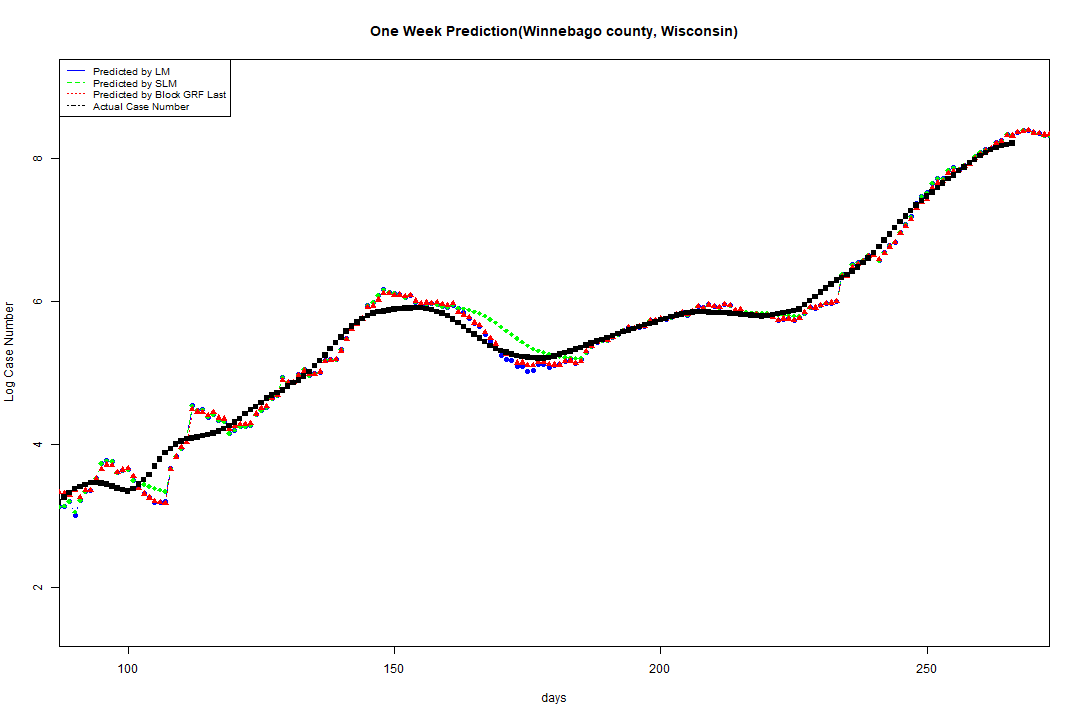 One Week Prediction(Winnebago county, Wisconsin)
Predicted by LM
Predicted by SLM
Predicted by Block GRF Last
Actual Case Number
8
6
4
2
Log Case Number
100 150 200 250
days